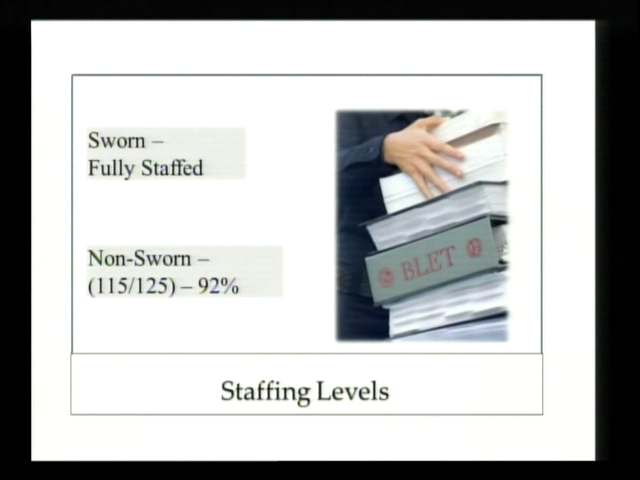 Sworn –
Fully Staffed
Non-Sworn –
(115/125) – 92%
BLET
Staffing Levels